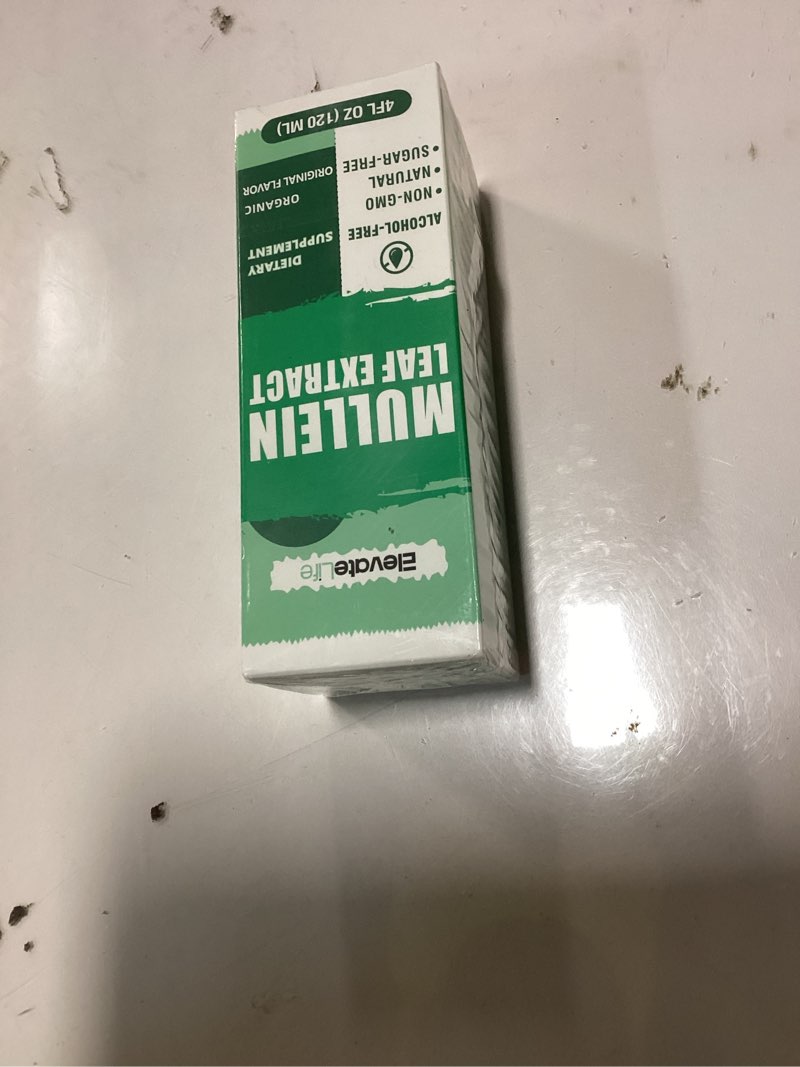 ElevateLife
MULLEIN
LEAF EXTRACT
ALCOHOL-FREE
• NON-GMO
• NATURAL
• SUGAR-FREE
DIETARY
SUPPLEMENT
ORGANIC
ORIGINAL FLAVOR
4FL OZ (120 ML)